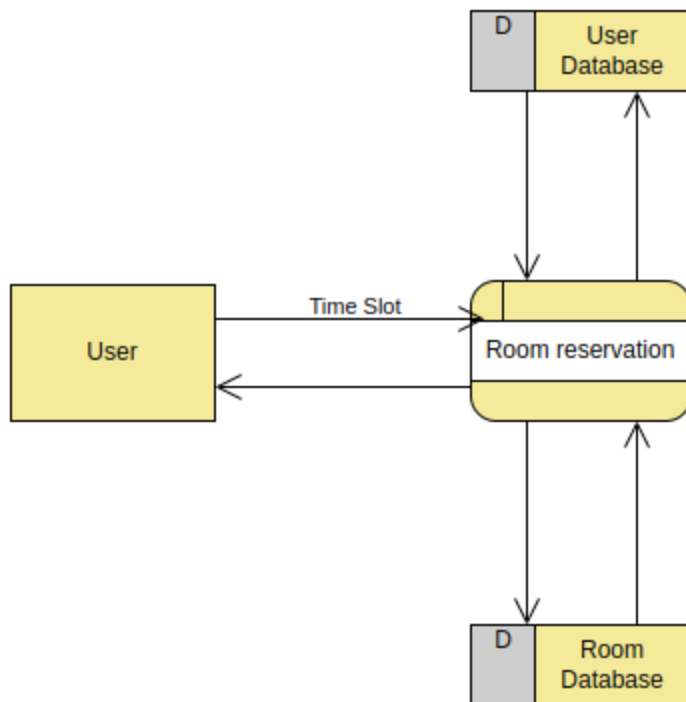 D
User
Database
Time Slot
User
Room reservation
D
Room
Database